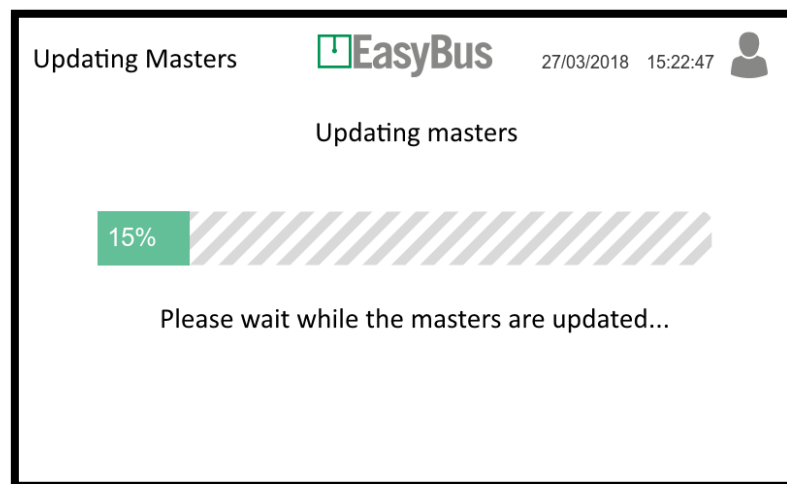 Updating Masters EasyBus 27/03/2018 15:22:47
Updating masters
15%
Please wait while the masters are updated...